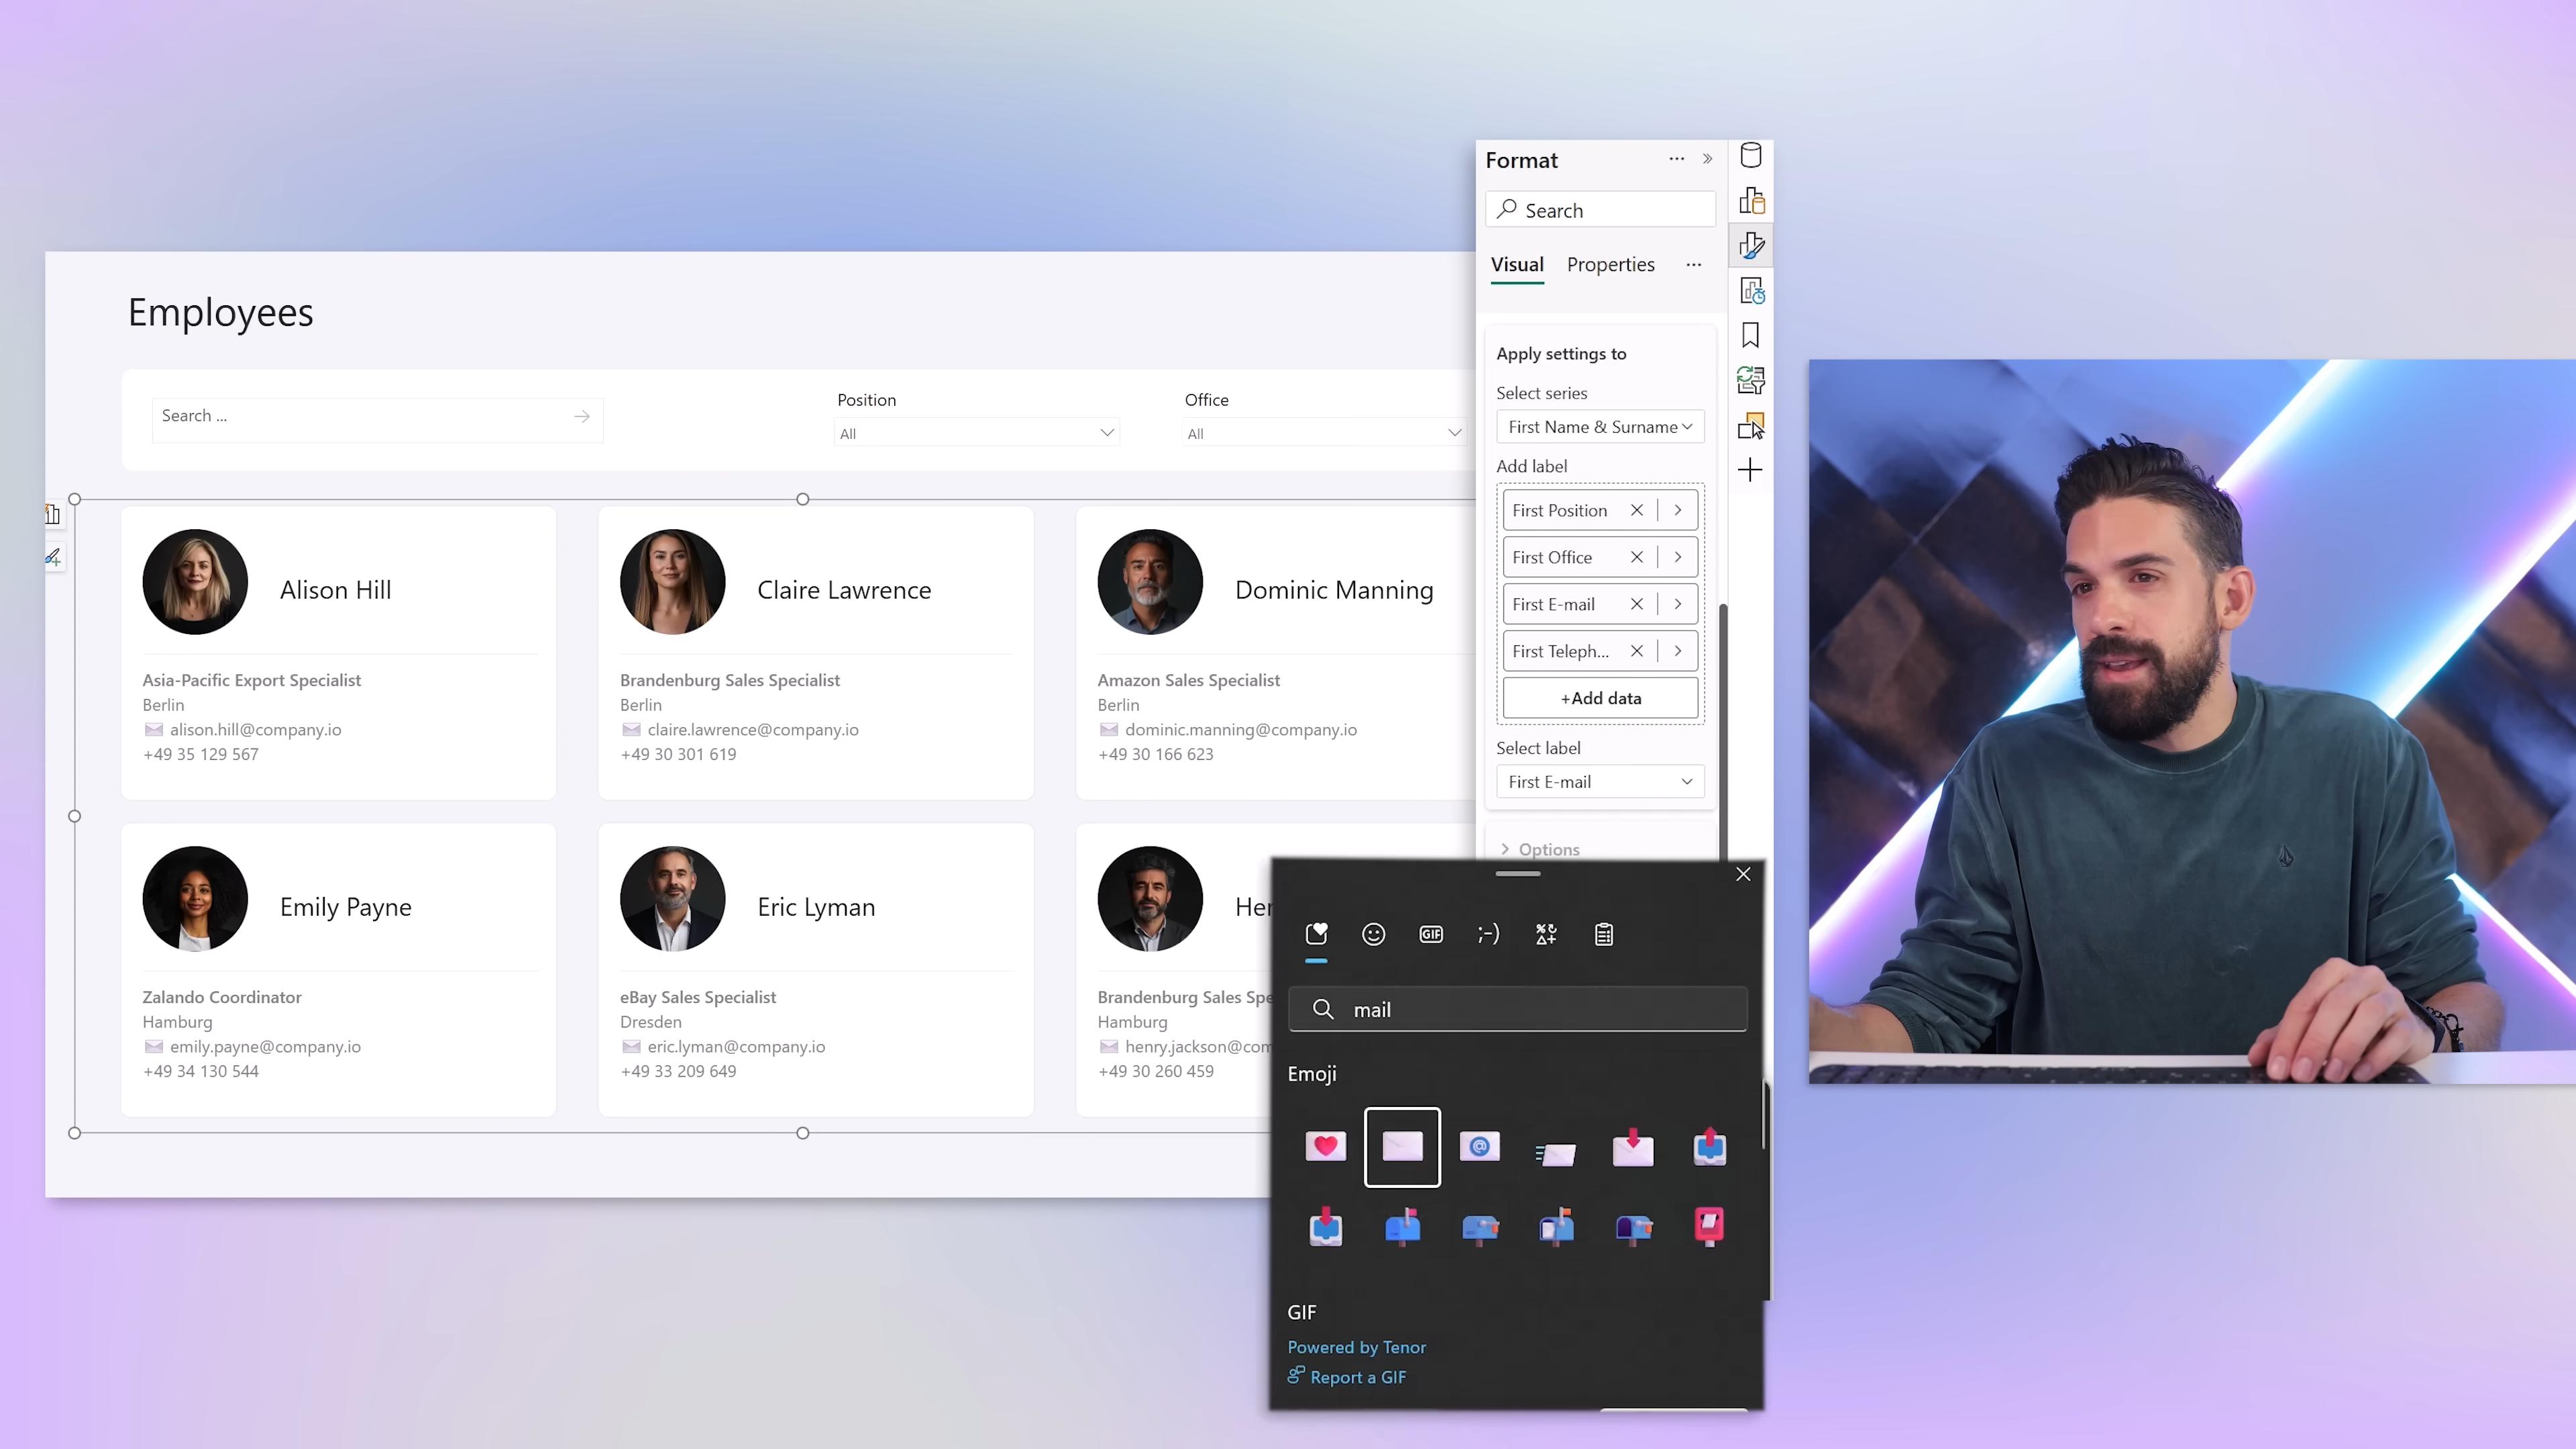 Employees
Search ...
Position
All
Office
All
Alison Hill
Asia-Pacific Export Specialist
Berlin
alison.hill@company.io
+49 35 129 567
Claire Lawrence
Brandenburg Sales Specialist
Berlin
claire.lawrence@company.io
+49 30 301 619
Dominic Manning
Amazon Sales Specialist
Berlin
dominic.manning@company.io
+49 30 166 623
Emily Payne
Zalando Coordinator
Hamburg
emily.payne@company.io
+49 34 130 544
Eric Lyman
eBay Sales Specialist
Dresden
eric.lyman@company.io
+49 33 209 649
Her
Brandenburg Sales Spe
Hamburg
henry.jackson@com
+49 30 260 459
Format
Search
Visual Properties
Apply settings to
Select series
First Name & Surname
Add label
First Position
First Office
First E-mail
First Teleph...
+Add data
Select label
First E-mail
Options
GIF
;-)
mail
Emoji
@
GIF
Powered by Tenor
Report a GIF